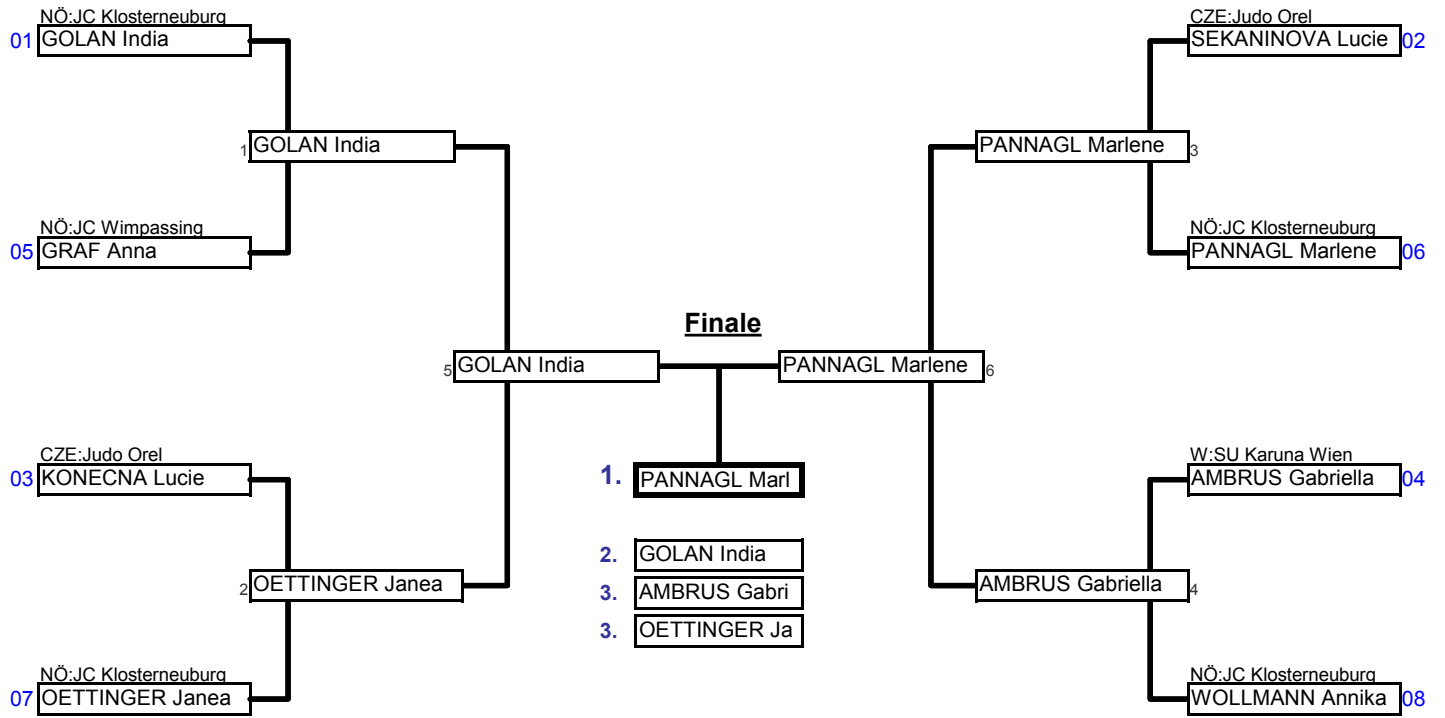 NÖ:JC Klosterneuburg
01 GOLAN India
1 GOLAN India
NÖ:JC Wimpassing
05 GRAF Anna
5 GOLAN India
CZE:Judo Orel
03 KONECNA Lucie
2 OETTINGER Janea
NÖ:JC Klosterneuburg
07 OETTINGER Janea
Finale
1. PANNAGL Marl
2. GOLAN India
3. AMBRUS Gabri
3. OETTINGER Ja
CZE:Judo Orel
SEKANINOVA Lucie 02
PANNAGL Marlene 3
NÖ:JC Klosterneuburg
PANNAGL Marlene 06
PANNAGL Marlene 6
W:SU Karuna Wien
AMBRUS Gabriella 04
AMBRUS Gabriella 4
NÖ:JC Klosterneuburg
WOLLMANN Annika 08